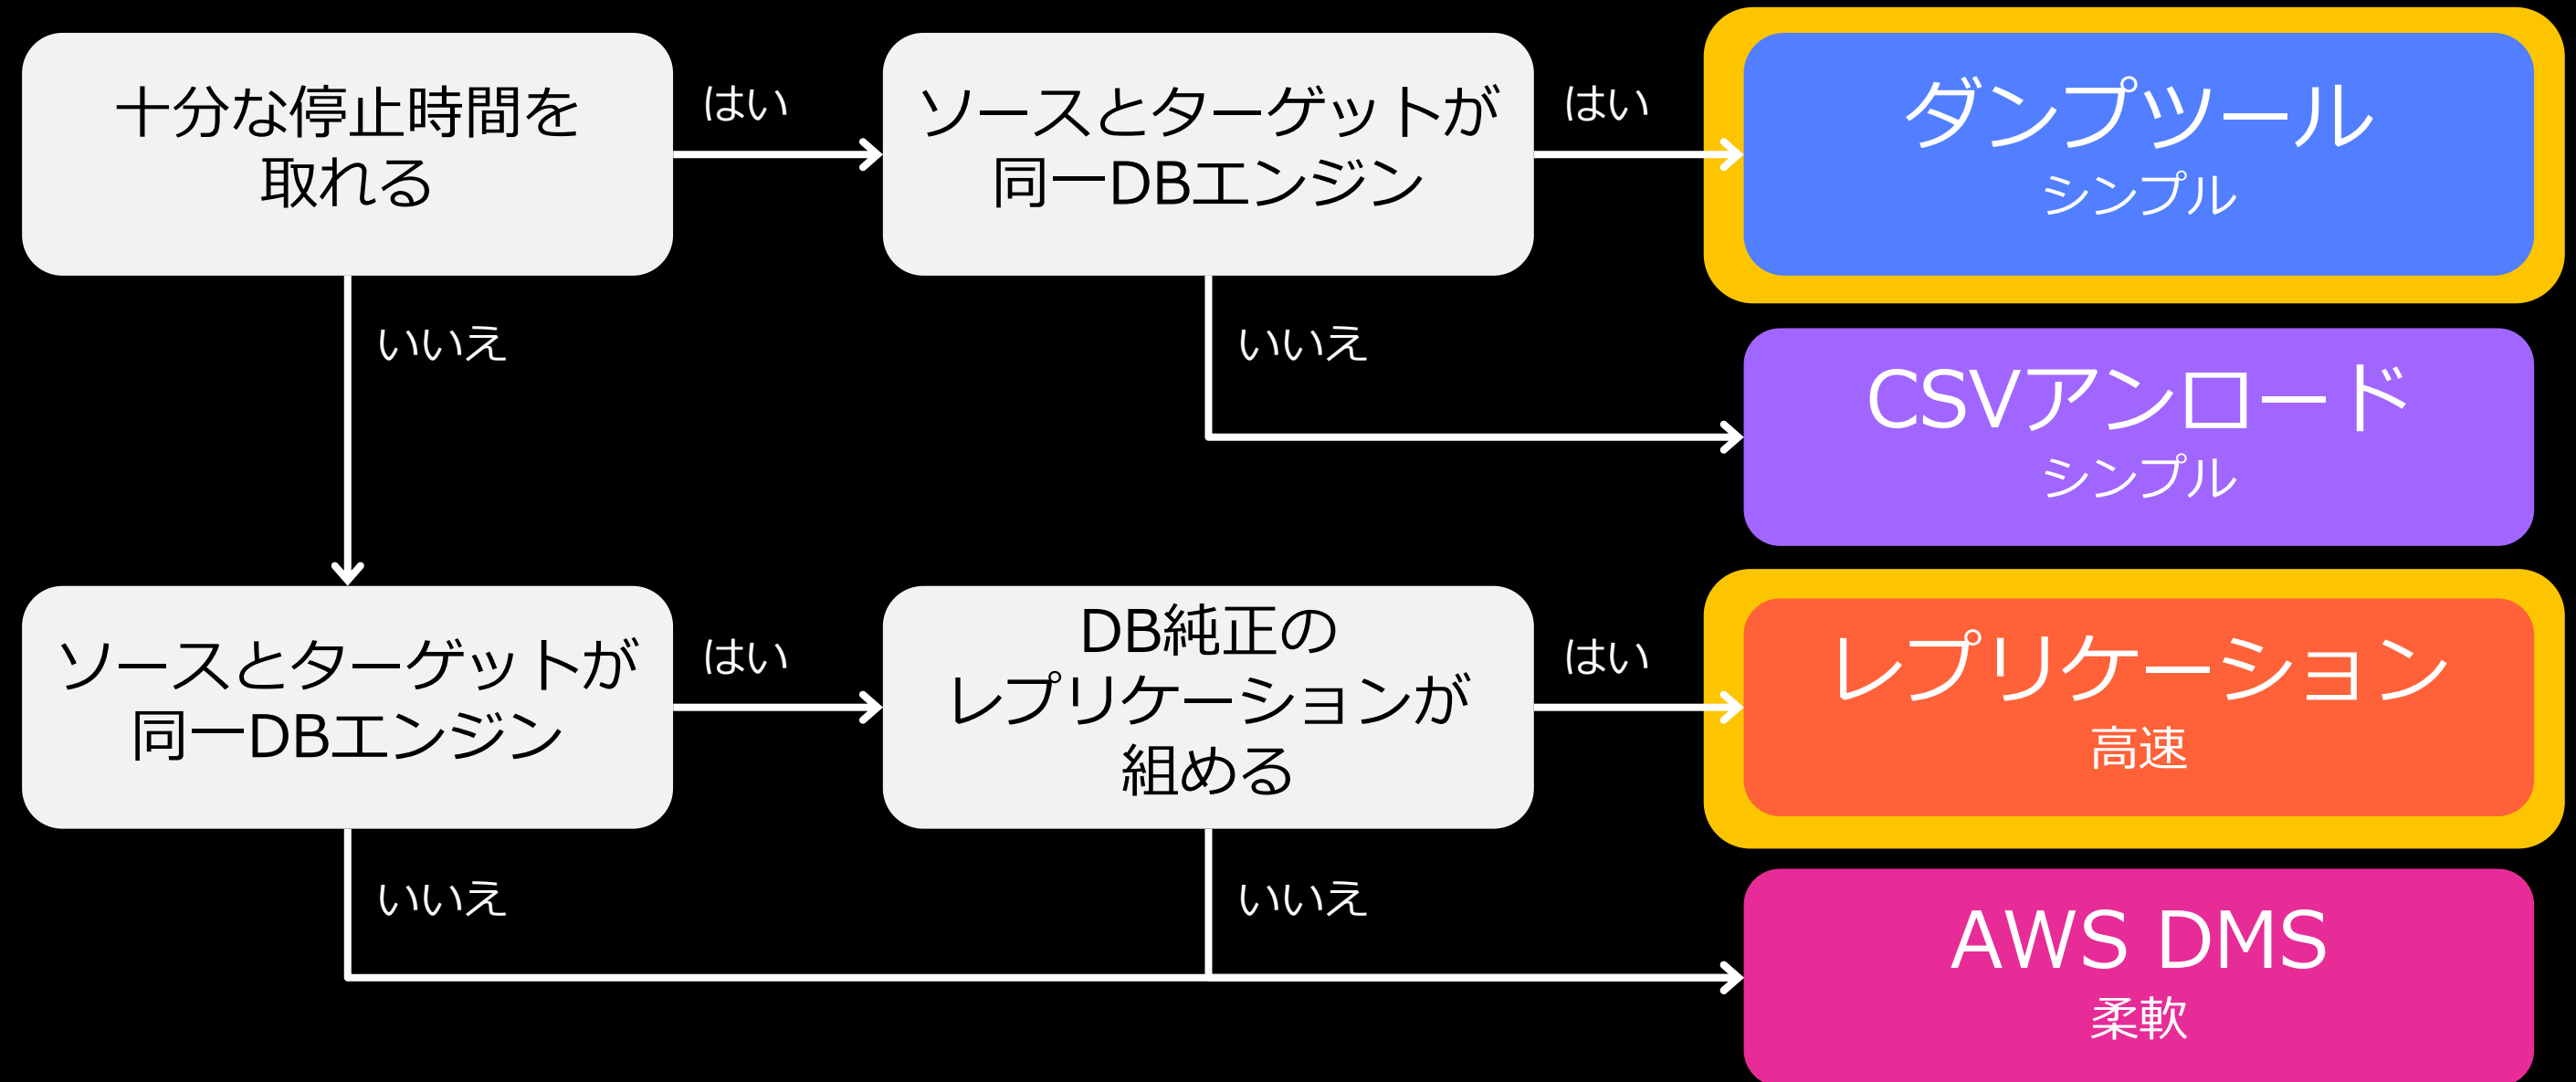 十分な停止時間を
取れる
はい
ソースとターゲットが
同一DBエンジン
はい
ダンプツール
シンプル
いいえ
いいえ
CSVアンロード
シンプル
ソースとターゲットが
同一DBエンジン
はい
DB純正の
レプリケーションが
組める
はい
レプリケーション
高速
いいえ
いいえ
AWS DMS
柔軟